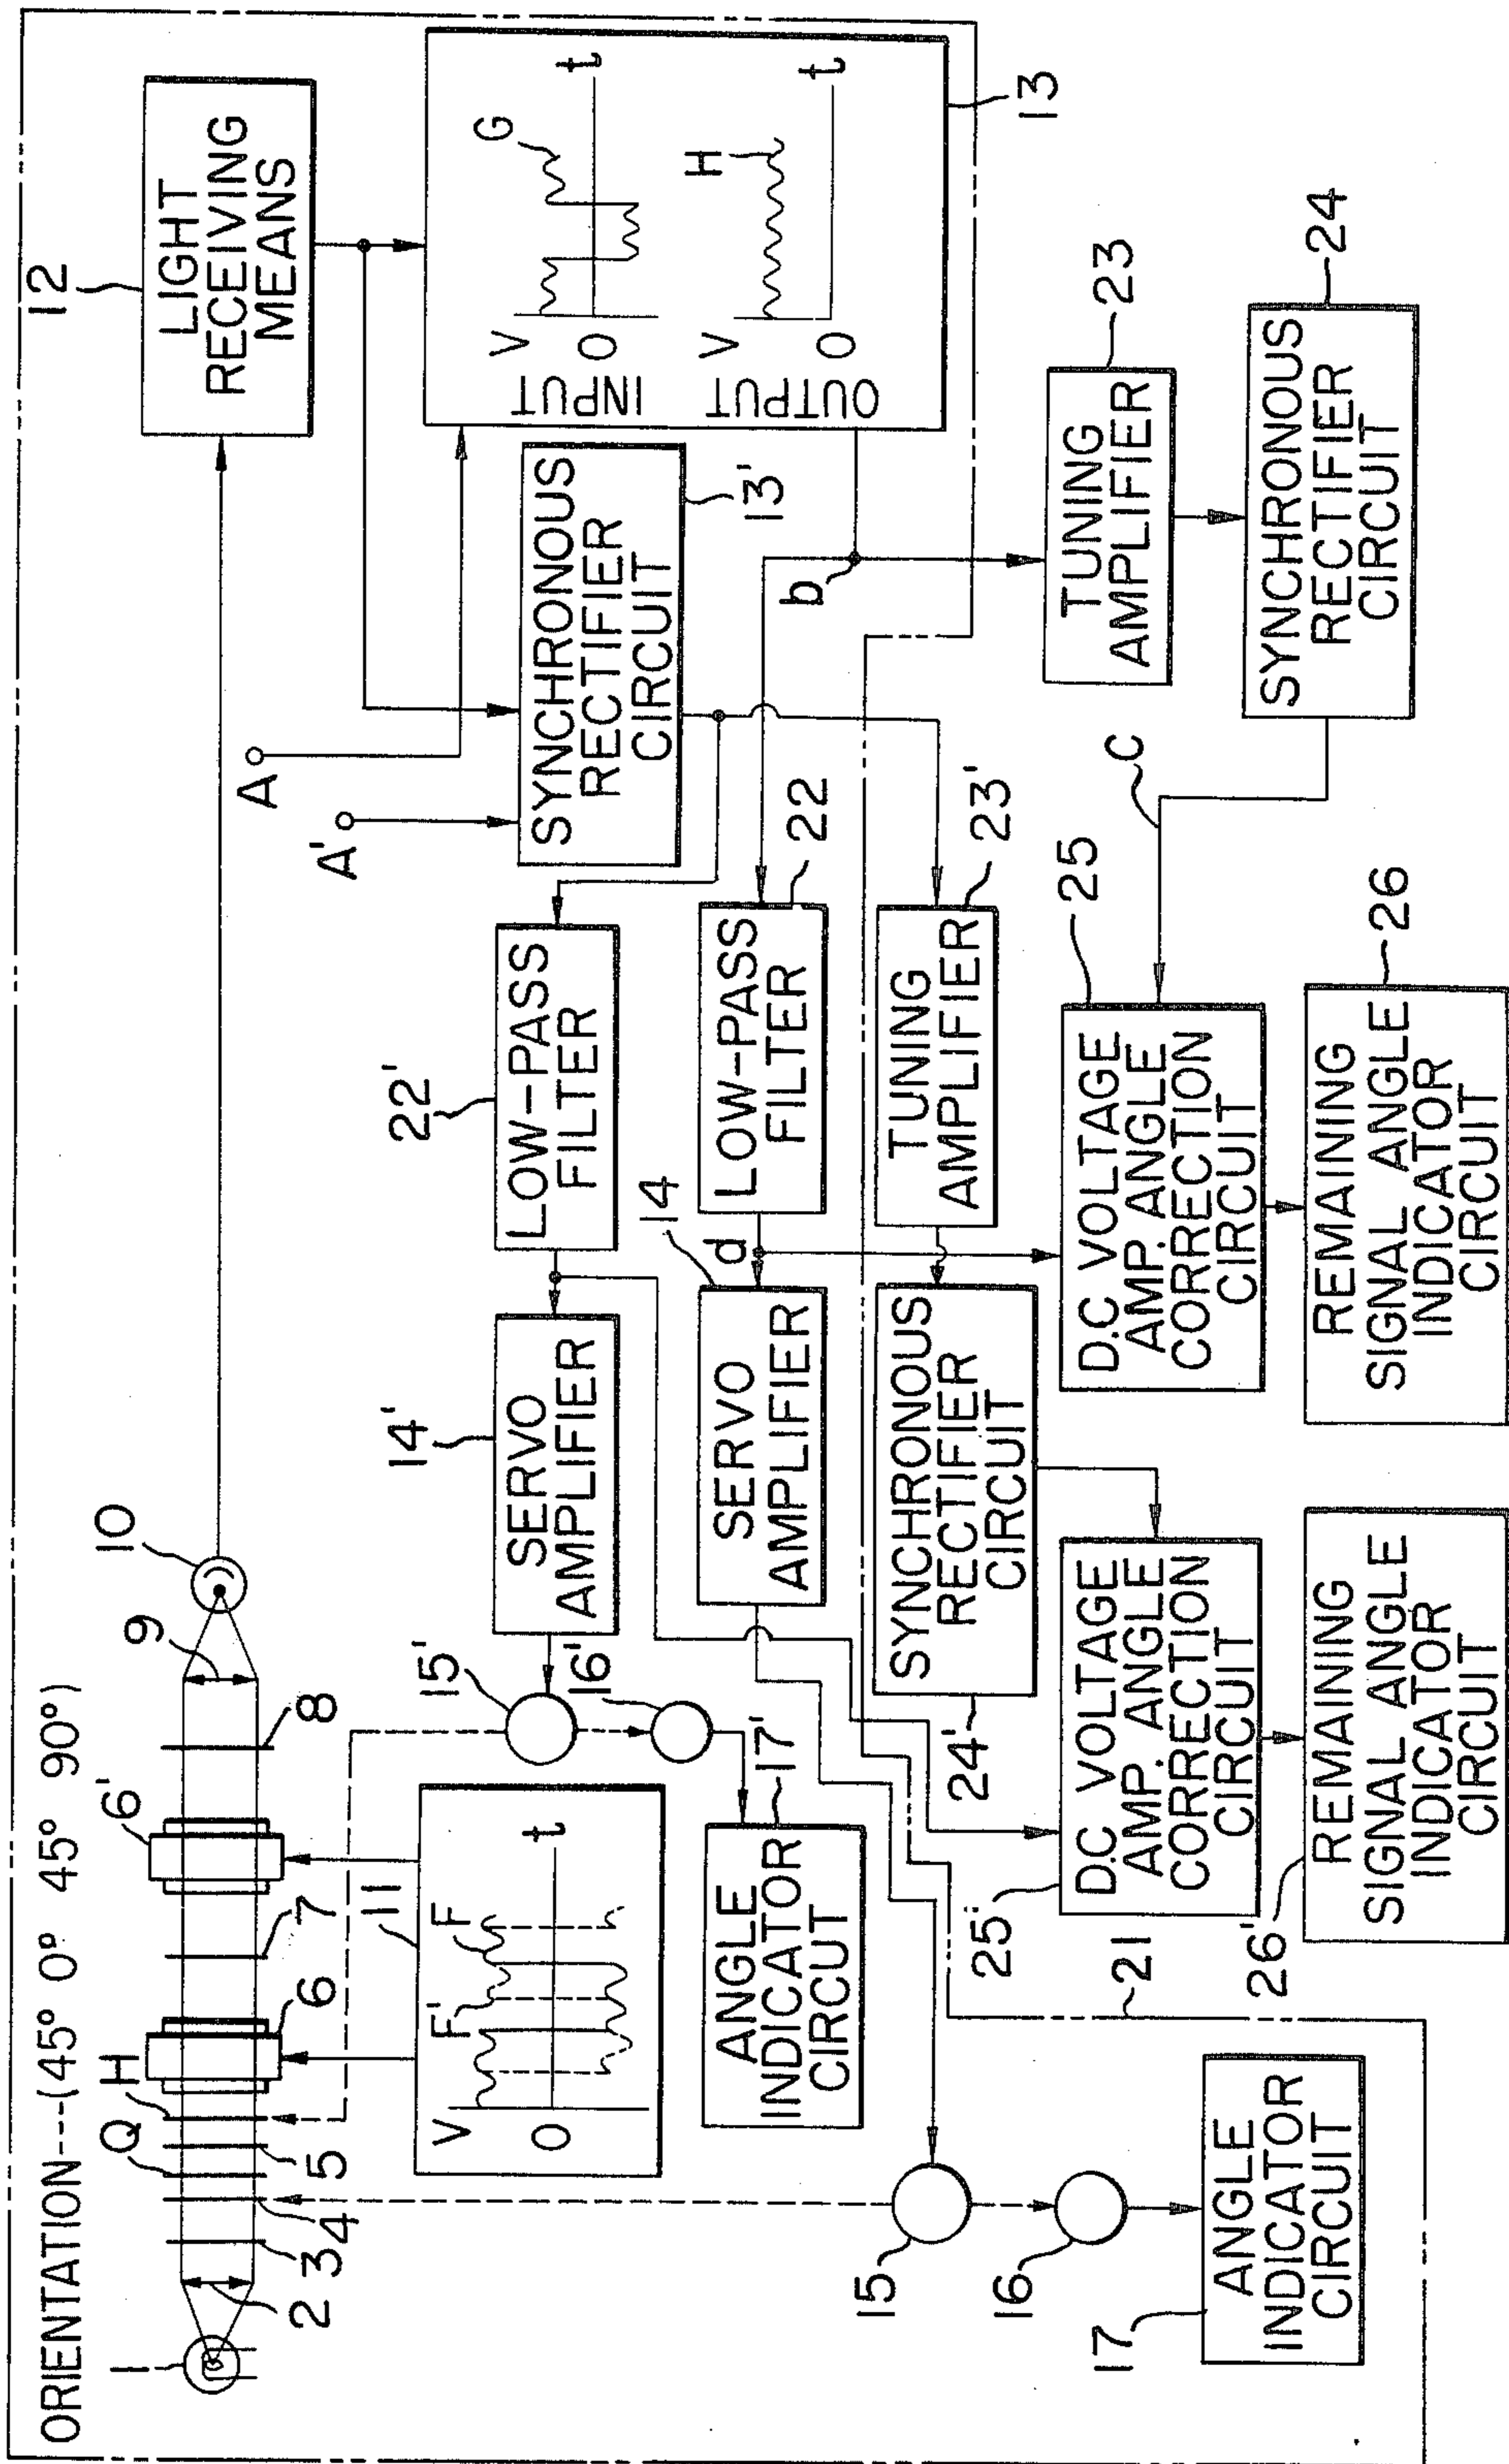 ORIENTATION---(45° 0° 45° 90°)
1
2
3
4
Q
5
H
6
7
6'
8
9
10
12
LIGHT
RECEIVING
MEANS
11
V
F'
F
O
t
A
A'
INPUT
V
O
G
t
OUTPUT
V
O
H
t
13
SYNCHRONOUS
RECTIFIER
CIRCUIT
13'
15'
16'
ANGLE
INDICATOR
CIRCUIT
17'
14'
SERVO
AMPLIFIER
22'
LOW-PASS
FILTER
14
SERVO
AMPLIFIER
d
LOW-PASS
FILTER
22
b
SYNCHRONOUS
RECTIFIER
CIRCUIT
24'
TUNING
AMPLIFIER
23'
TUNING
AMPLIFIER
23
15
16
17
ANGLE
INDICATOR
CIRCUIT
21
25'
D.C VOLTAGE
AMP. ANGLE
CORRECTION
CIRCUIT
D.C VOLTAGE
AMP. ANGLE
CORRECTION
CIRCUIT
25
C
SYNCHRONOUS
RECTIFIER
CIRCUIT
24
26'
REMAINING
SIGNAL ANGLE
INDICATOR
CIRCUIT
REMAINING
SIGNAL ANGLE
INDICATOR
CIRCUIT
26